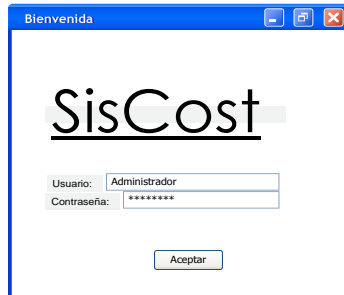 Bienvenida
SisCost
Usuario: Administrador
Contraseña: ********
Aceptar